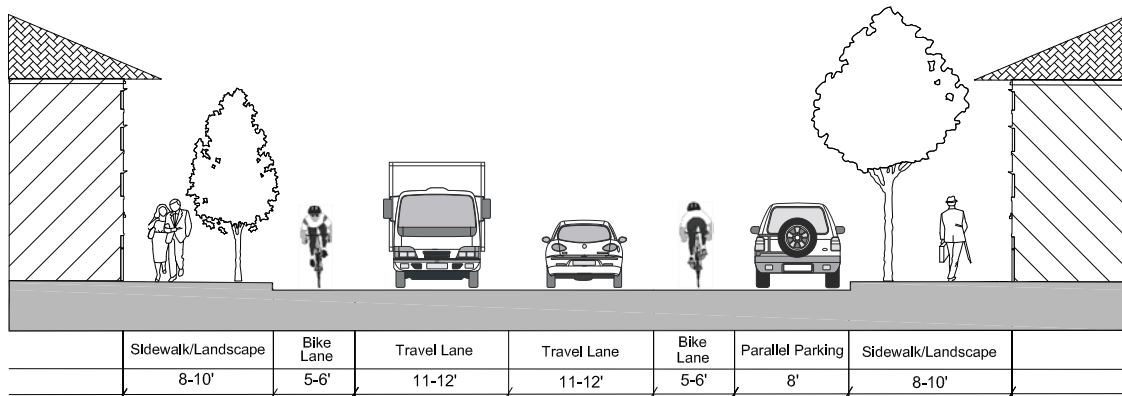 Sidewalk/Landscape
Bike
Lane
Travel Lane
Travel Lane
Bike
Lane
Parallel Parking
Sidewalk/Landscape
8-10'
5-6'
11-12'
11-12'
5-6'
8'
8-10'